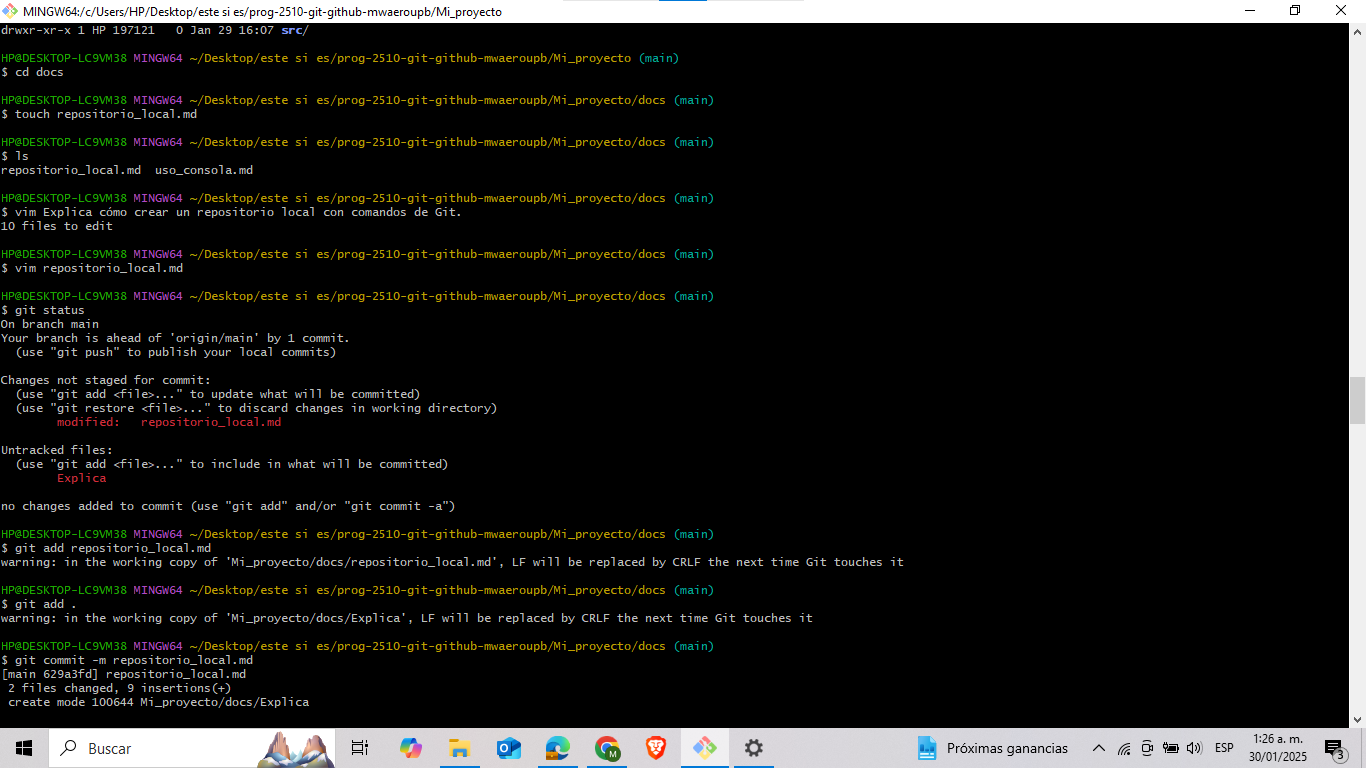 MINGW64:/c/Users/HP/Desktop/este si es/prog-2510-git-github-mwaeroupb/Mi_proyecto
drwxr-xr-x 1 HP 197121   0 Jan 29 16:07 src/
HP@DESKTOP-LC9VM38 MINGW64 ~/Desktop/este si es/prog-2510-git-github-mwaeroupb/Mi_proyecto (main)
$ cd docs
HP@DESKTOP-LC9VM38 MINGW64 ~/Desktop/este si es/prog-2510-git-github-mwaeroupb/Mi_proyecto/docs (main)
$ touch repositorio_local.md
HP@DESKTOP-LC9VM38 MINGW64 ~/Desktop/este si es/prog-2510-git-github-mwaeroupb/Mi_proyecto/docs (main)
$ ls
repositorio_local.md  uso_consola.md
HP@DESKTOP-LC9VM38 MINGW64 ~/Desktop/este si es/prog-2510-git-github-mwaeroupb/Mi_proyecto/docs (main)
$ vim Explica cómo crear un repositorio local con comandos de Git.
10 files to edit
HP@DESKTOP-LC9VM38 MINGW64 ~/Desktop/este si es/prog-2510-git-github-mwaeroupb/Mi_proyecto/docs (main)
$ vim repositorio_local.md
HP@DESKTOP-LC9VM38 MINGW64 ~/Desktop/este si es/prog-2510-git-github-mwaeroupb/Mi_proyecto/docs (main)
$ git status
On branch main
Your branch is ahead of 'origin/main' by 1 commit.
  (use "git push" to publish your local commits)
Changes not staged for commit:
  (use "git add <file>..." to update what will be committed)
  (use "git restore <file>..." to discard changes in working directory)
        modified:   repositorio_local.md
Untracked files:
  (use "git add <file>..." to include in what will be committed)
        Explica
no changes added to commit (use "git add" and/or "git commit -a")
HP@DESKTOP-LC9VM38 MINGW64 ~/Desktop/este si es/prog-2510-git-github-mwaeroupb/Mi_proyecto/docs (main)
$ git add repositorio_local.md
warning: in the working copy of 'Mi_proyecto/docs/repositorio_local.md', LF will be replaced by CRLF the next time Git touches it
HP@DESKTOP-LC9VM38 MINGW64 ~/Desktop/este si es/prog-2510-git-github-mwaeroupb/Mi_proyecto/docs (main)
$ git add .
warning: in the working copy of 'Mi_proyecto/docs/Explica', LF will be replaced by CRLF the next time Git touches it
HP@DESKTOP-LC9VM38 MINGW64 ~/Desktop/este si es/prog-2510-git-github-mwaeroupb/Mi_proyecto/docs (main)
$ git commit -m repositorio_local.md
[main 629a3fd] repositorio_local.md
 2 files changed, 9 insertions(+)
 create mode 100644 Mi_proyecto/docs/Explica
Buscar
M
Próximas ganancias
ESP
1:26 a. m.
30/01/2025
3